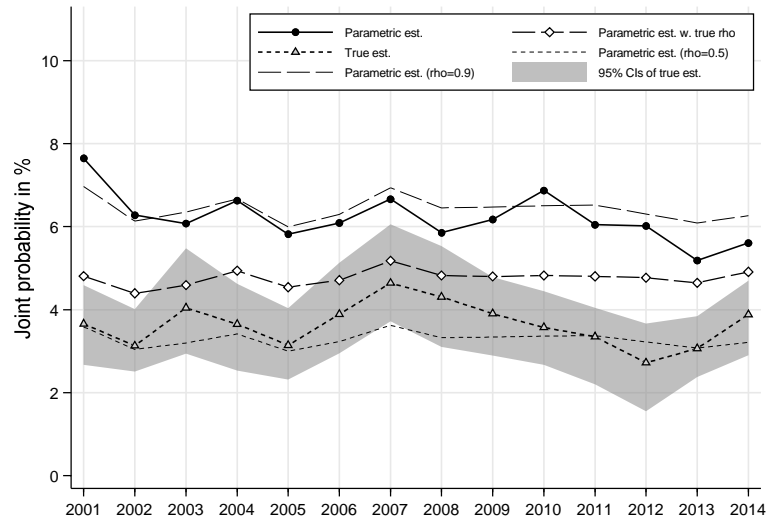 Parametric est.
Parametric est. w. true rho
True est.
Parametric est. (rho=0.5)
Parametric est. (rho=0.9)
95% CIs of true est.
Joint probability in %
10
8
6
4
2
0
2001 2002 2003 2004 2005 2006 2007 2008 2009 2010 2011 2012 2013 2014